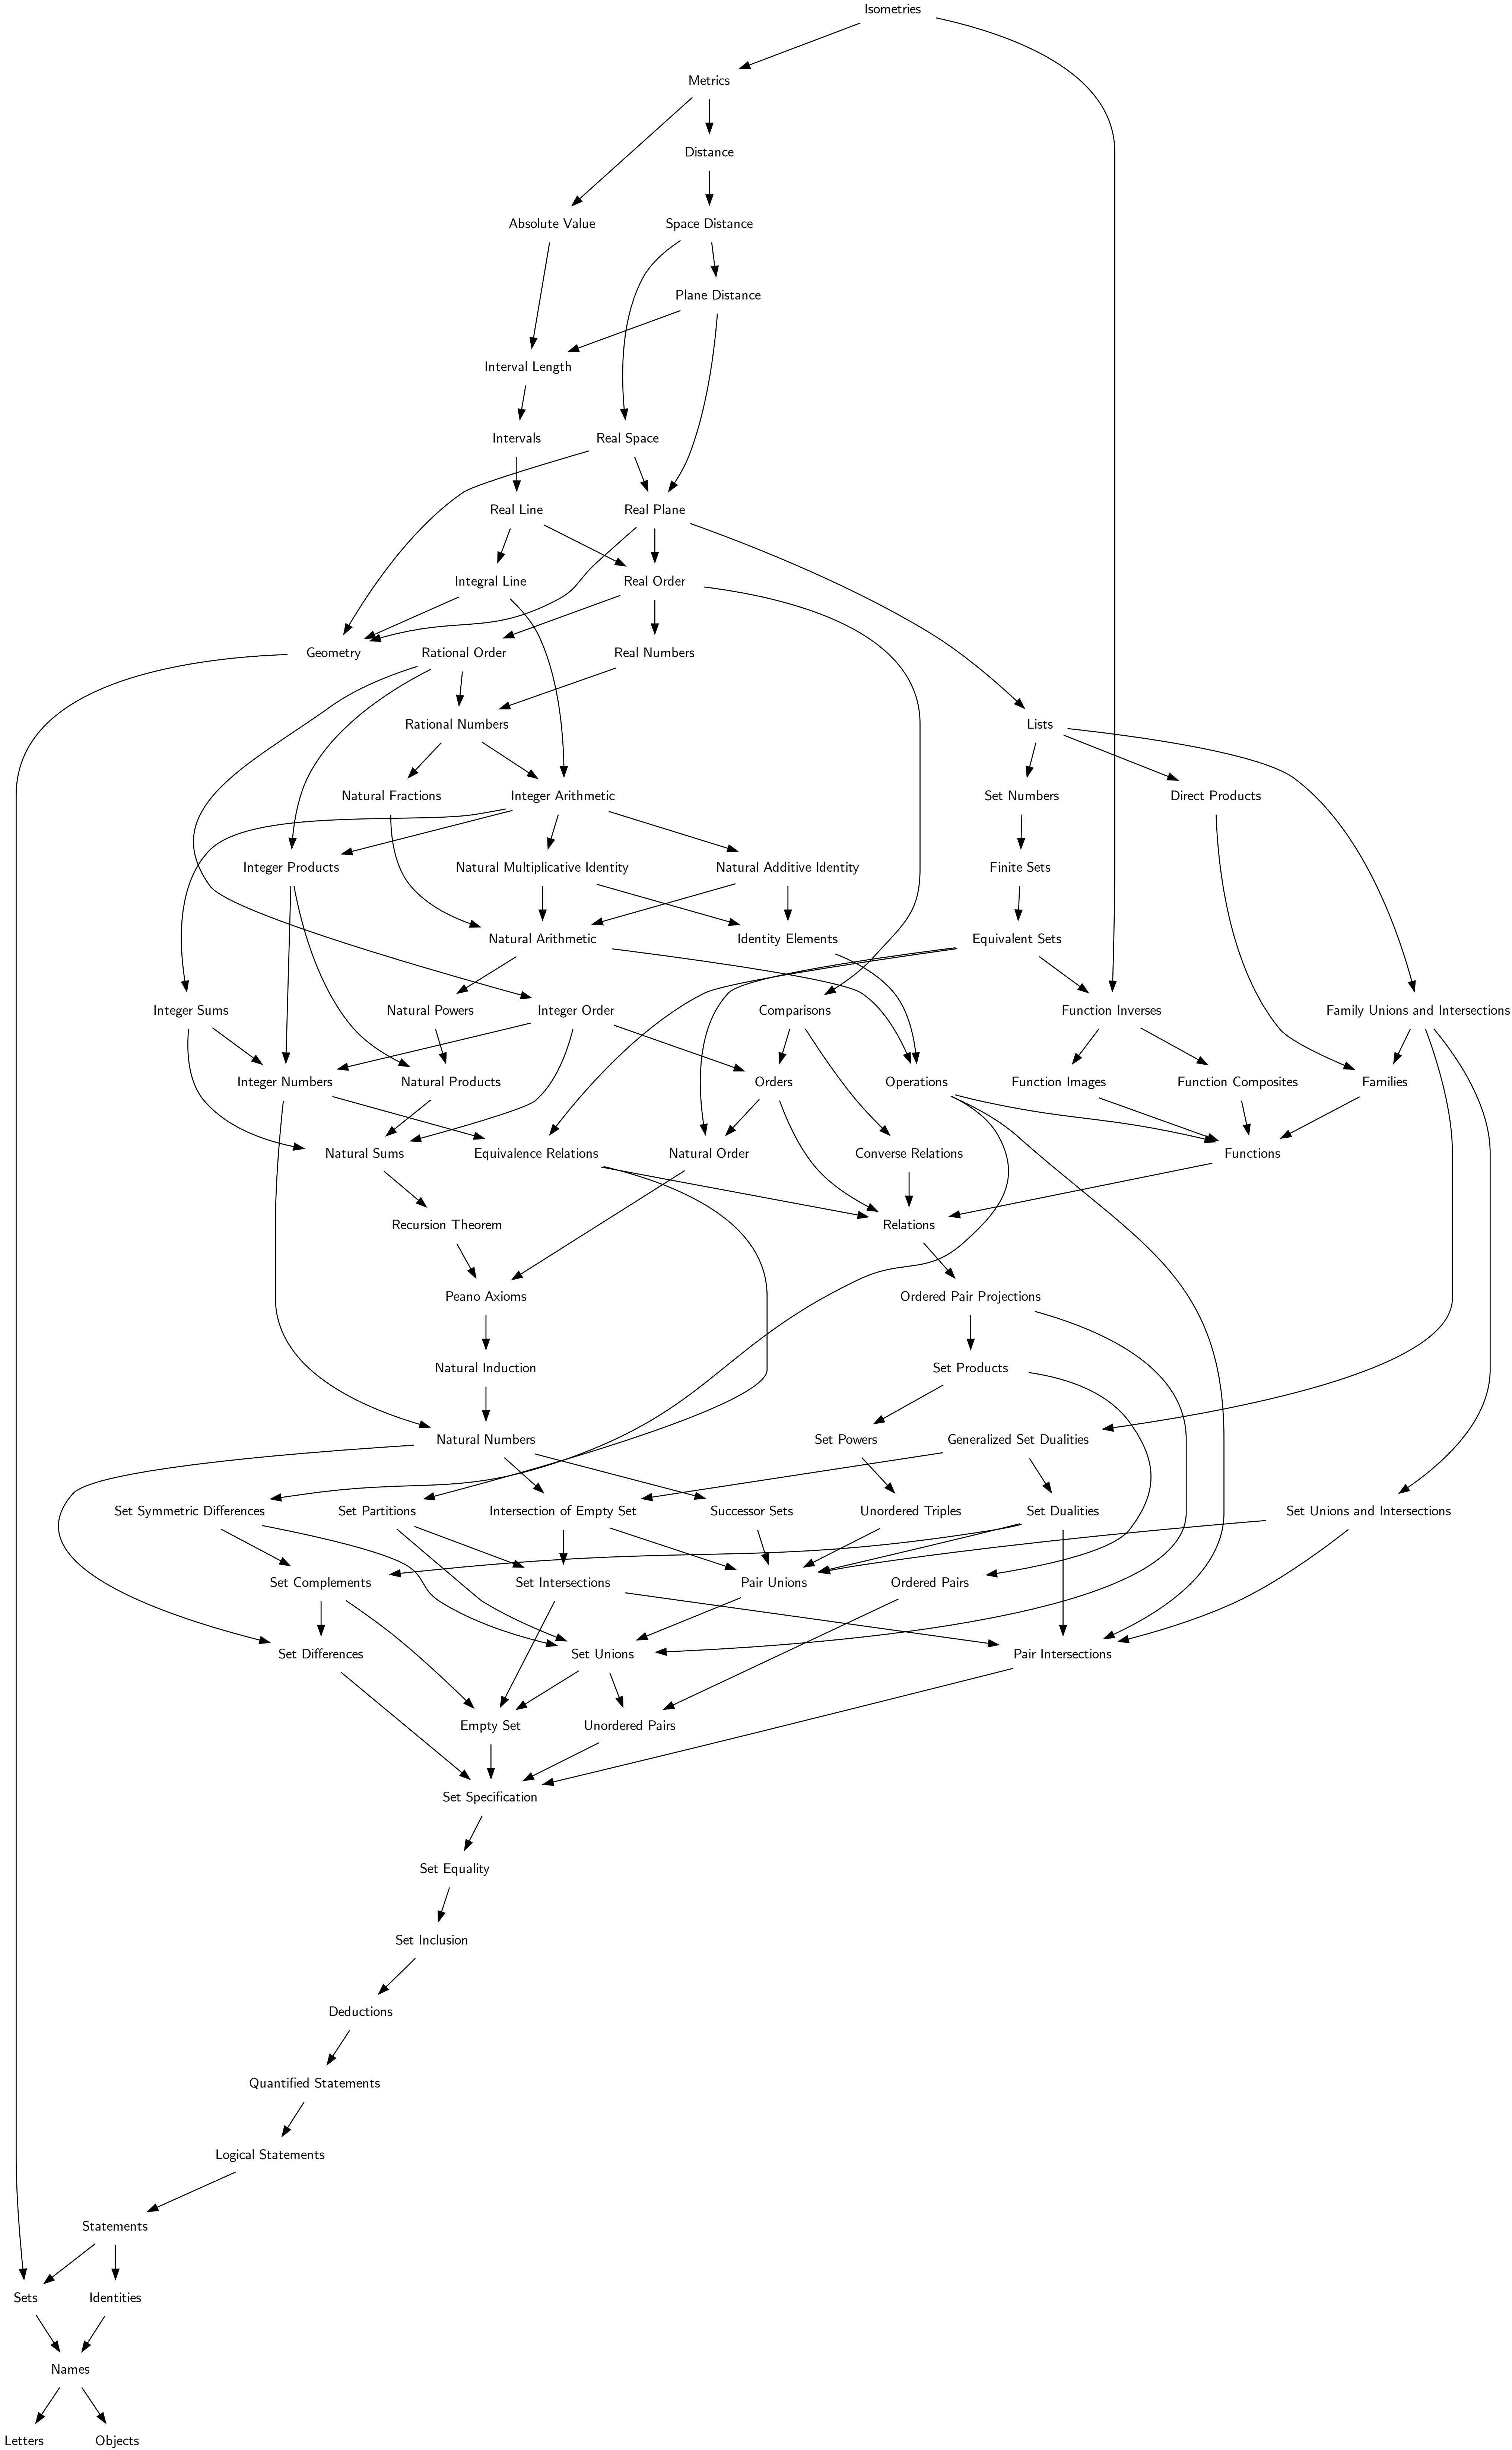 Isometries
Metrics
Distance
Absolute Value
Space Distance
Plane Distance
Interval Length
Intervals
Real Space
Real Line
Real Plane
Integral Line
Real Order
Geometry
Rational Order
Real Numbers
Rational Numbers
Lists
Natural Fractions
Integer Arithmetic
Set Numbers
Direct Products
Integer Products
Natural Multiplicative Identity
Natural Additive Identity
Finite Sets
Natural Arithmetic
Identity Elements
Equivalent Sets
Integer Sums
Natural Powers
Integer Order
Comparisons
Function Inverses
Family Unions and Intersections
Integer Numbers
Natural Products
Orders
Operations
Function Images
Function Composites
Families
Natural Sums
Equivalence Relations
Natural Order
Converse Relations
Functions
Recursion Theorem
Relations
Peano Axioms
Ordered Pair Projections
Natural Induction
Set Products
Natural Numbers
Set Powers
Generalized Set Dualities
Set Symmetric Differences
Set Partitions
Intersection of Empty Set
Successor Sets
Unordered Triples
Set Dualities
Set Unions and Intersections
Set Complements
Set Intersections
Pair Unions
Ordered Pairs
Set Differences
Set Unions
Pair Intersections
Empty Set
Unordered Pairs
Set Specification
Set Equality
Set Inclusion
Deductions
Quantified Statements
Logical Statements
Statements
Sets
Identities
Names
Letters
Objects